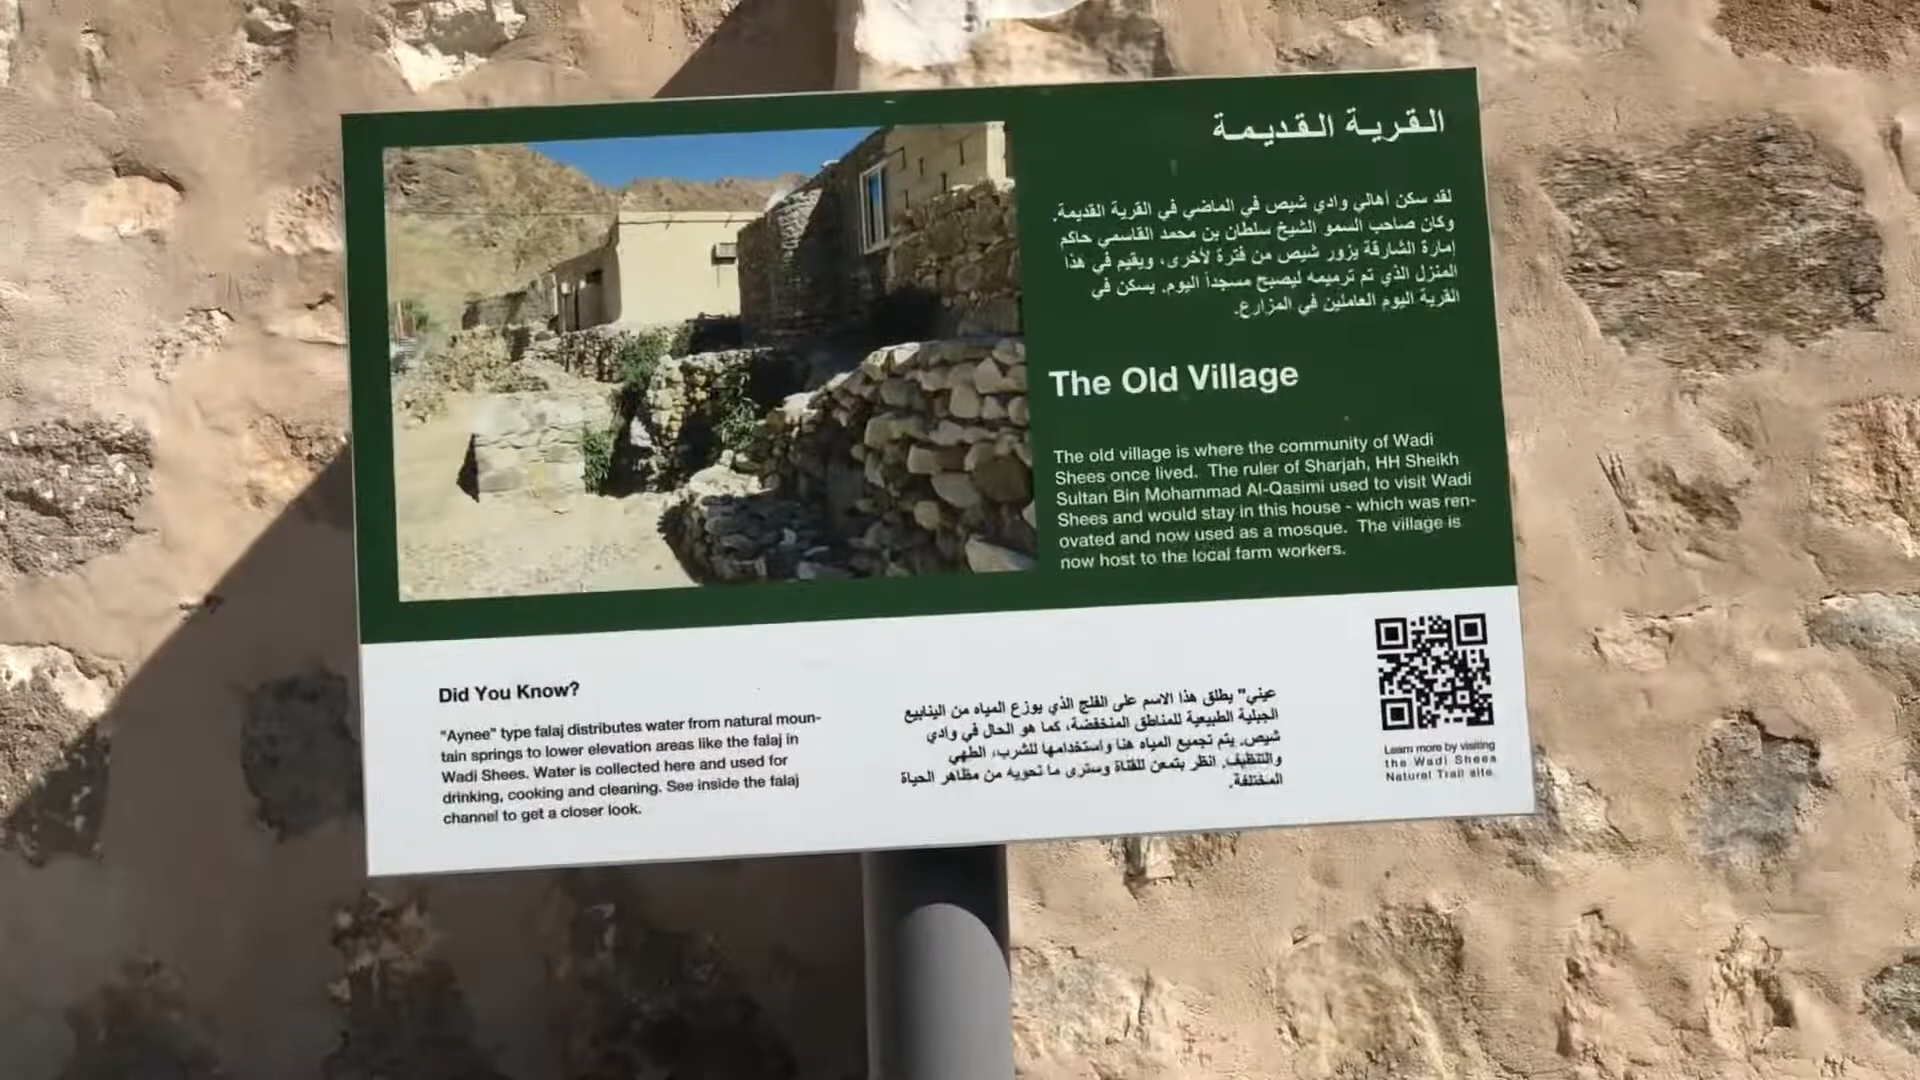 القرية القديمة
لقد سكن أهالي وادي شيص في الماضي في القرية القديمة.
وكان صاحب السمو الشيخ سلطان بن محمد القاسمي حاكم
إمارة الشارقة يزور شيص من فترة لأخرى، ويقيم في هذا
المنزل الذي تم ترميمه ليصبح مسجداً اليوم. يسكن في
القرية اليوم العاملين في المزارع.
The Old Village
The old village is where the community of Wadi
Shees once lived. The ruler of Sharjah, HH Sheikh
Sultan Bin Mohammad Al-Qasimi used to visit Wadi
Shees and would stay in this house - which was ren-
ovated and now used as a mosque. The village is
now host to the local farm workers.
Did You Know?
"Aynee" type falaj distributes water from natural moun-
tain springs to lower elevation areas like the falaj in
Wadi Shees. Water is collected here and used for
drinking, cooking and cleaning. See inside the falaj
channel to get a closer look.
عيني" يطلق هذا الاسم على الفلج الذي يوزع المياه من الينابيع
الجبلية الطبيعية للمناطق المنخفضة، كما هو الحال في وادي
شيص. يتم تجميع المياه هنا واستخدامها للشرب، الطهي
والتنظيف. انظر بتمعن للقناة وسترى ما تحويه من مظاهر الحياة
المختلفة.
Learn more by visiting
the Wadi Shees
Natural Trail site.